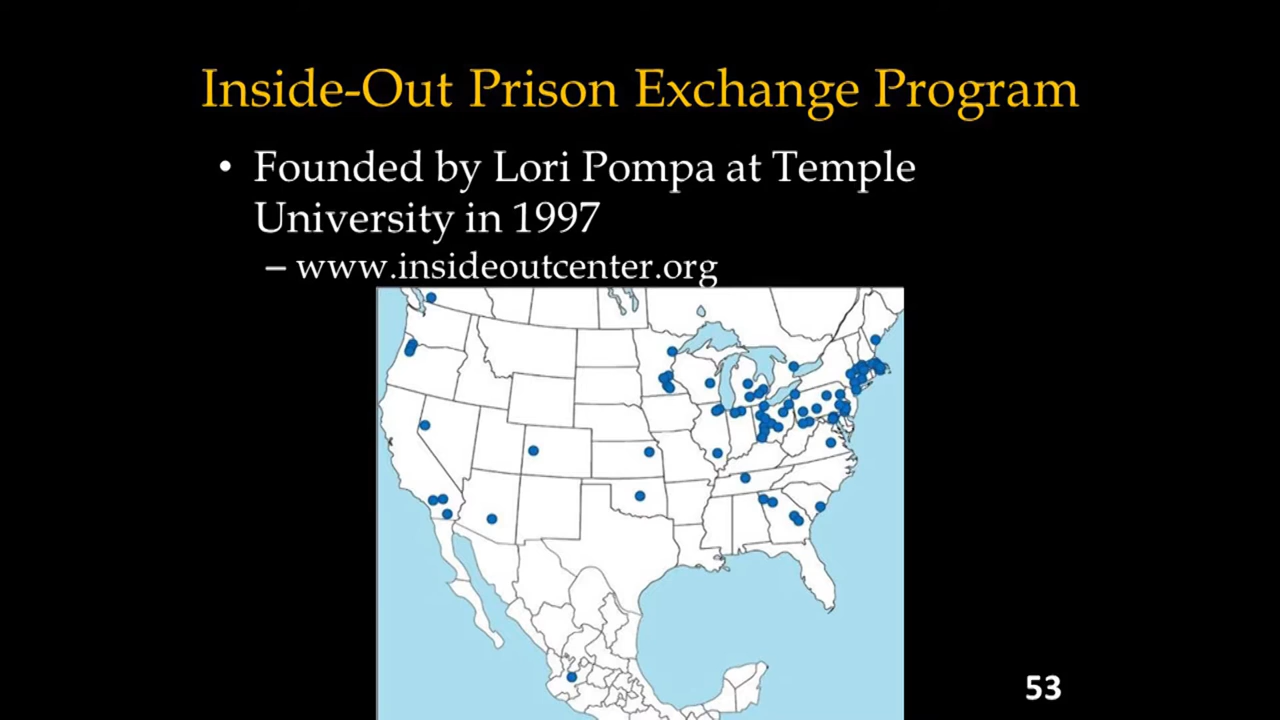 Inside-Out Prison Exchange Program
• Founded by Lori Pompa at Temple
University in 1997
– www.insideoutcenter.org
53